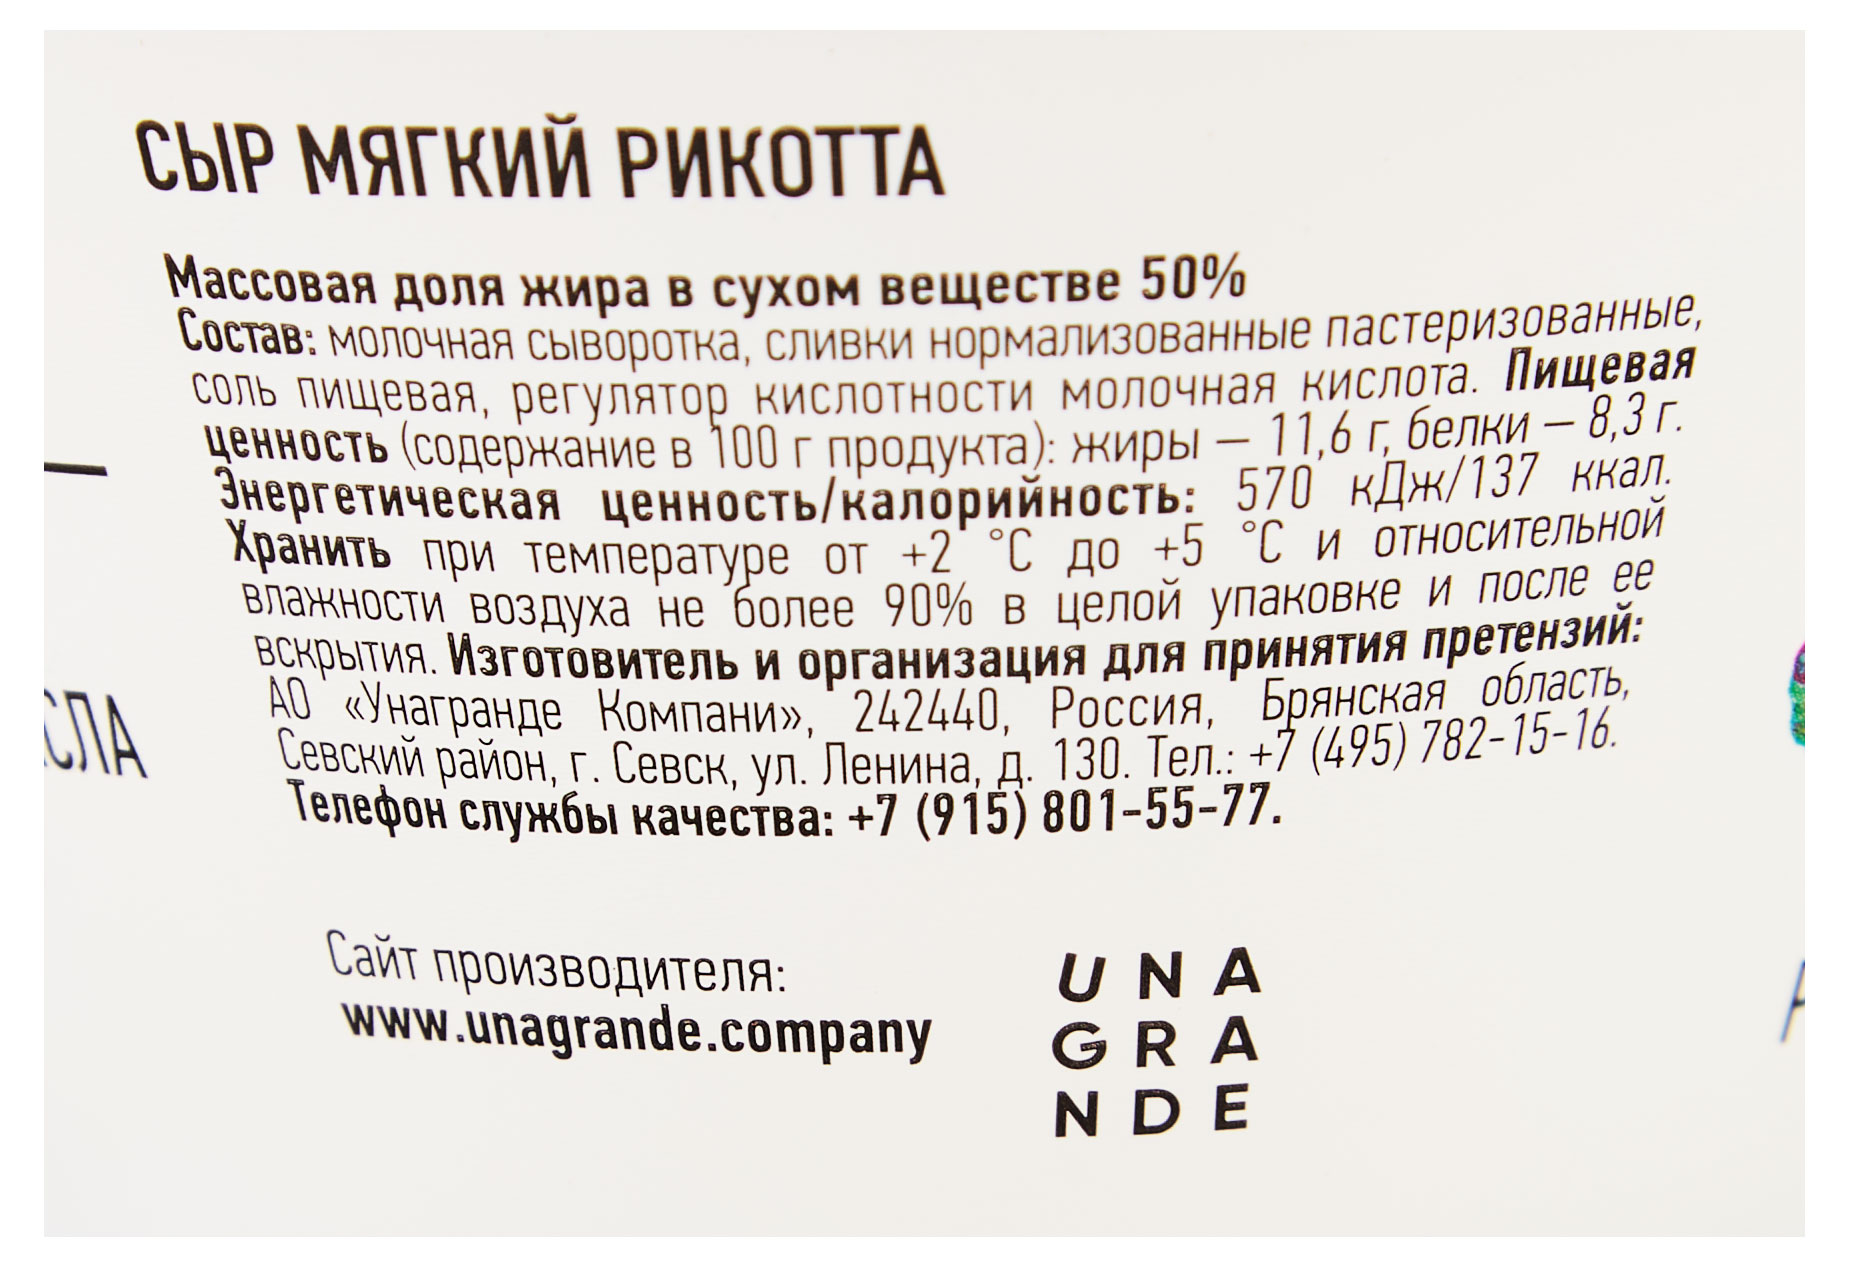 СЫР МЯГКИЙ РИКОТТА
Массовая доля жира в сухом веществе 50%
Состав: молочная сыворотка, сливки нормализованные пастеризованные,
соль пищевая, регулятор кислотности молочная кислота. Пищевая
ценность (содержание в 100 г продукта): жиры – 11,6 г, белки – 8,3 г.
Энергетическая ценность/калорийность: 570 кДж/137 ккал.
Хранить при температуре от +2 °С до +5 °С и относительной
влажности воздуха не более 90% в целой упаковке и после ее
вскрытия. Изготовитель и организация для принятия претензий:
АО «Унагранде Компани», 242440, Россия, Брянская область,
Севский район, г. Севск, ул. Ленина, д. 130. Тел.: +7 (495) 782-15-16.
Телефон службы качества: +7 (915) 801-55-77.
Сайт производителя:
www.unagrande.company
UNA
GRA
NDE